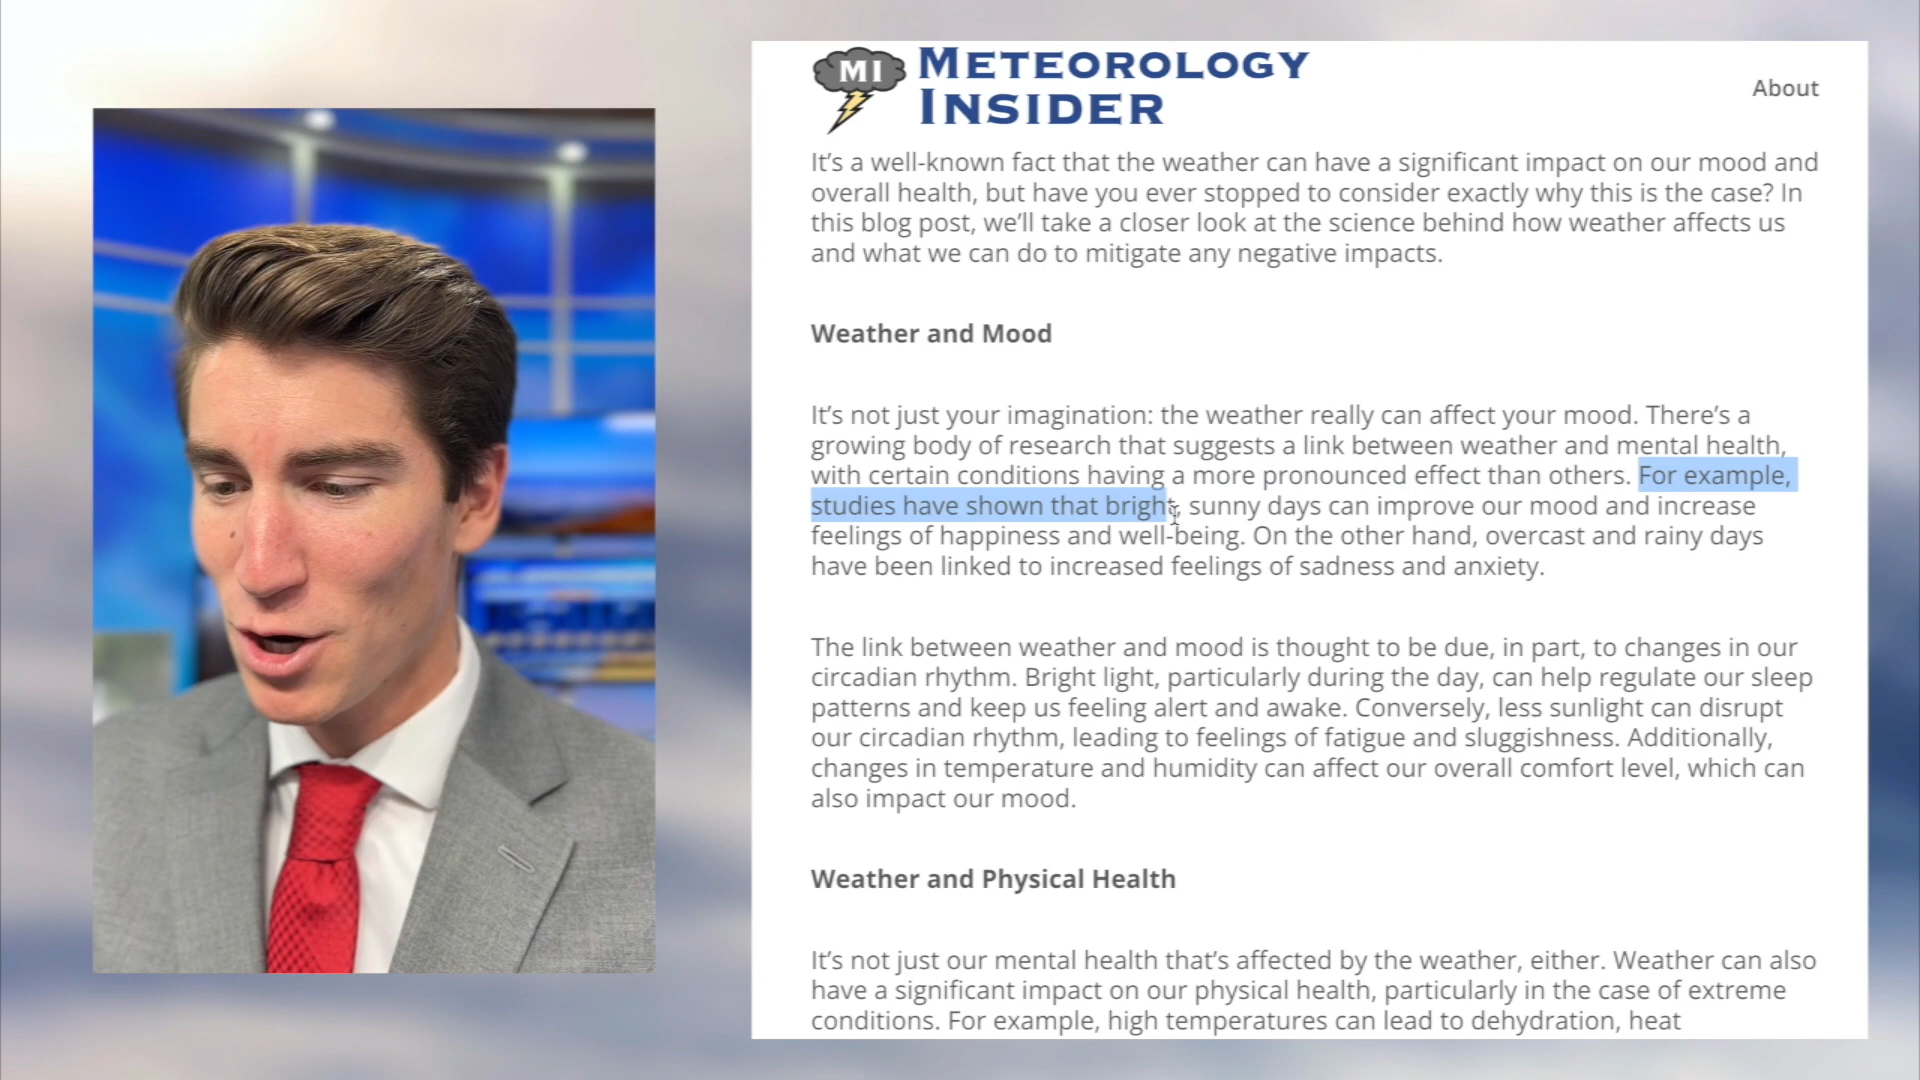 MI
METEOROLOGY
INSIDER
About
It’s a well-known fact that the weather can have a significant impact on our mood and
overall health, but have you ever stopped to consider exactly why this is the case? In
this blog post, we’ll take a closer look at the science behind how weather affects us
and what we can do to mitigate any negative impacts.
Weather and Mood
It’s not just your imagination: the weather really can affect your mood. There’s a
growing body of research that suggests a link between weather and mental health,
with certain conditions having a more pronounced effect than others. For example,
studies have shown that bright, sunny days can improve our mood and increase
feelings of happiness and well-being. On the other hand, overcast and rainy days
have been linked to increased feelings of sadness and anxiety.
The link between weather and mood is thought to be due, in part, to changes in our
circadian rhythm. Bright light, particularly during the day, can help regulate our sleep
patterns and keep us feeling alert and awake. Conversely, less sunlight can disrupt
our circadian rhythm, leading to feelings of fatigue and sluggishness. Additionally,
changes in temperature and humidity can affect our overall comfort level, which can
also impact our mood.
Weather and Physical Health
It’s not just our mental health that’s affected by the weather, either. Weather can also
have a significant impact on our physical health, particularly in the case of extreme
conditions. For example, high temperatures can lead to dehydration, heat